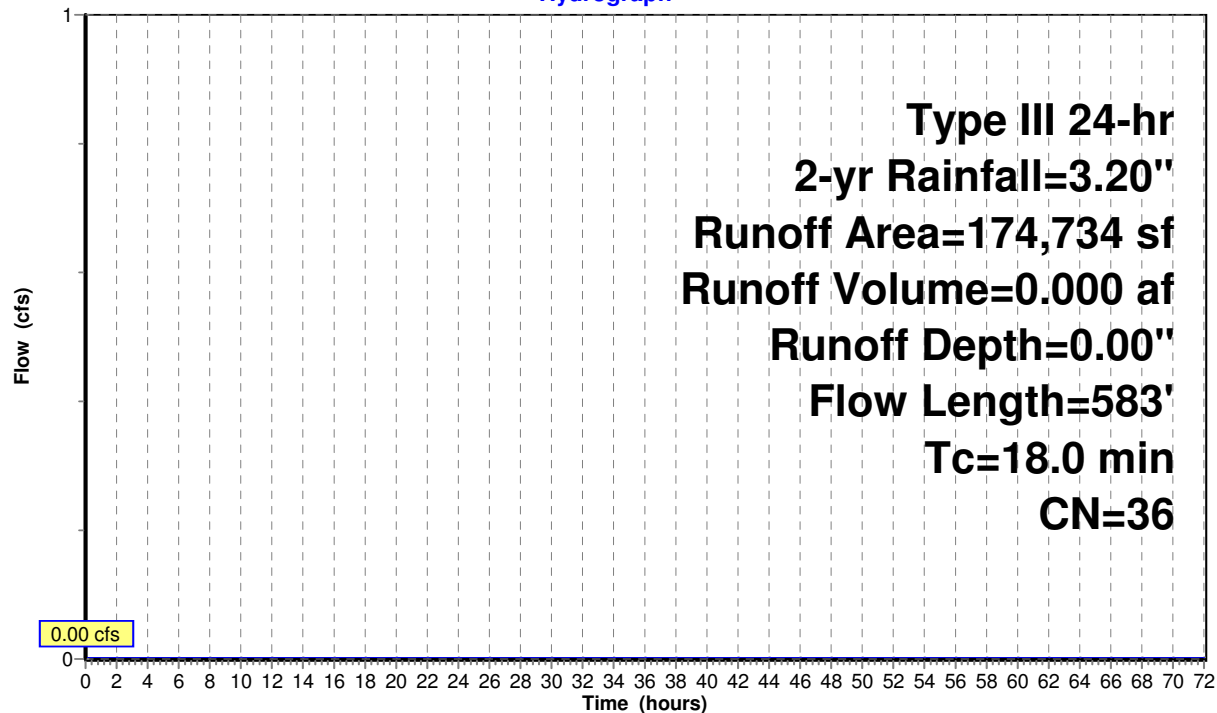 Hydrograph
1
Type III 24-hr
2-yr Rainfall=3.20"
Runoff Area=174,734 sf
Runoff Volume=0.000 af
Runoff Depth=0.00"
Flow Length=583'
Tc=18.0 min
CN=36
Flow (cfs)
0.00 cfs
0
0 2 4 6 8 10 12 14 16 18 20 22 24 26 28 30 32 34 36 38 40 42 44 46 48 50 52 54 56 58 60 62 64 66 68 70 72
Time (hours)